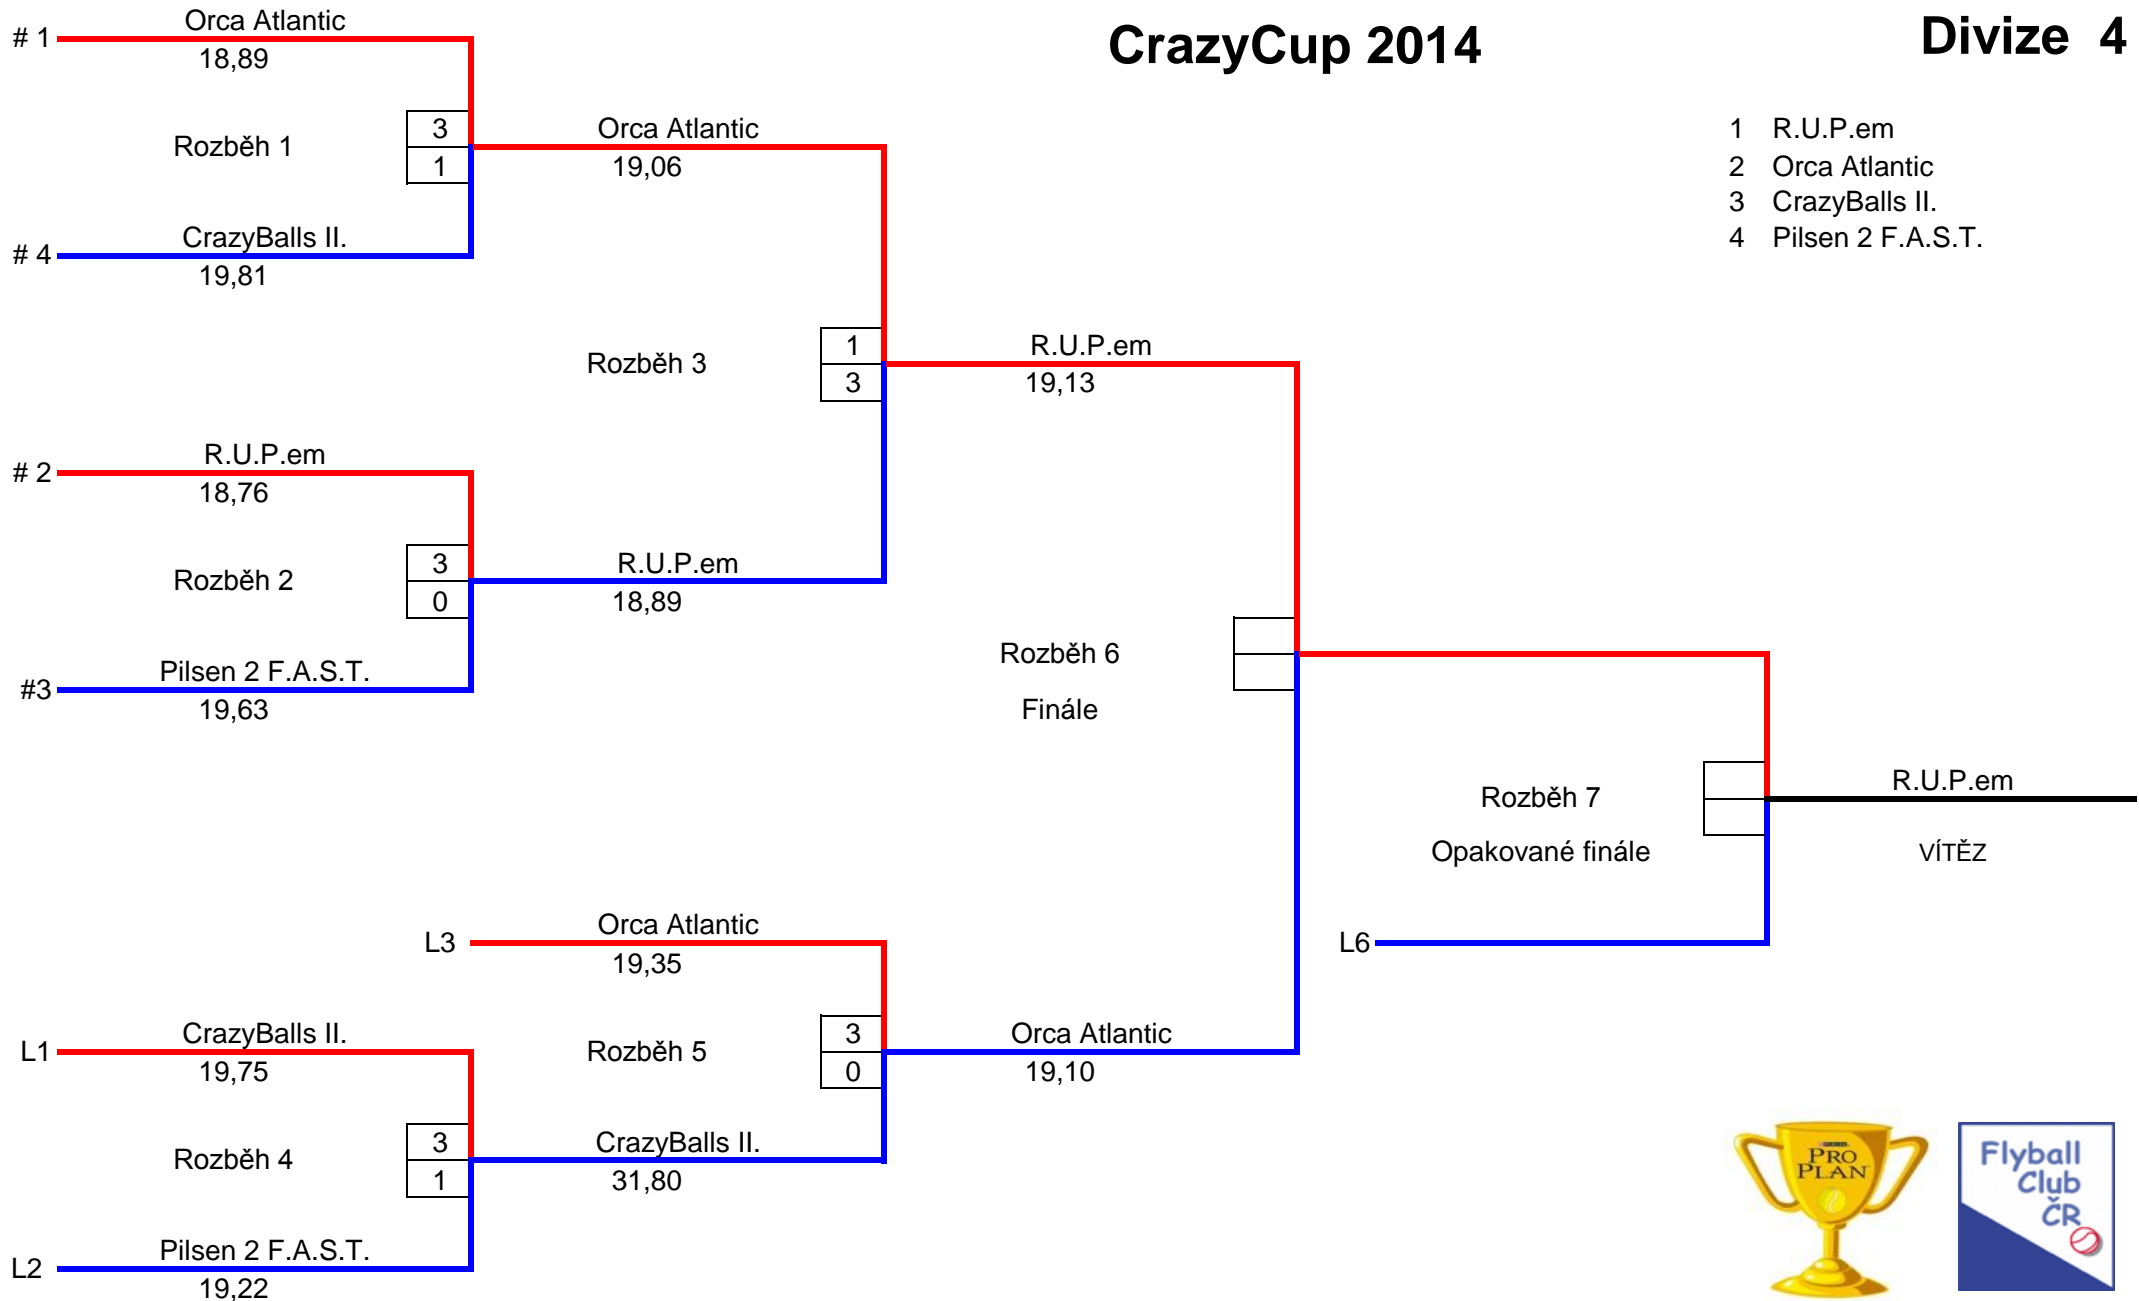 CrazyCup 2014
Divize 4
1 R.U.P.em
2 Orca Atlantic
3 CrazyBalls II.
4 Pilsen 2 F.A.S.T.
# 1
Orca Atlantic
18,89
Rozběh 1
3
1
# 4
CrazyBalls II.
19,81
Orca Atlantic
19,06
Rozběh 3
1
3
R.U.P.em
19,13
# 2
R.U.P.em
18,76
Rozběh 2
3
0
#3
Pilsen 2 F.A.S.T.
19,63
R.U.P.em
18,89
Rozběh 6
Finále
Rozběh 7
Opakované finále
R.U.P.em
VÍTĚZ
L6
L3
Orca Atlantic
19,35
Rozběh 5
3
0
Orca Atlantic
19,10
L1
CrazyBalls II.
19,75
Rozběh 4
3
1
CrazyBalls II.
31,80
L2
Pilsen 2 F.A.S.T.
19,22
PRO
PLAN
Flyball
Club
ČR